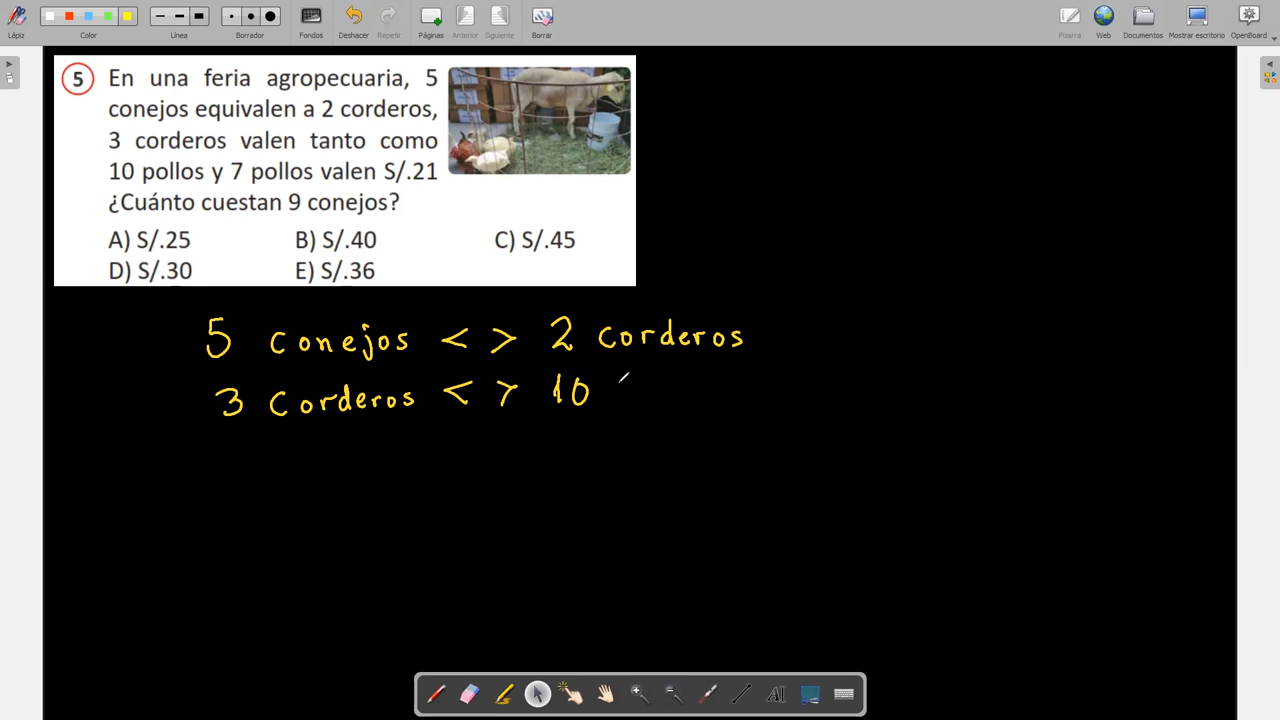 Lápiz
Color
Línea
Borrador
Fondos
Deshacer
Repetir
Páginas
Anterior
Siguiente
Borrar
Pizarra
Web
Documentos
Mostrar escritorio
OpenBoard
5 En una feria agropecuaria, 5
conejos equivalen a 2 corderos,
3 corderos valen tanto como
10 pollos y 7 pollos valen S/.21
¿Cuánto cuestan 9 conejos?
A) S/.25 B) S/.40 C) S/.45
D) S/.30 E) S/.36
5 conejos < > 2 corderos
3 Corderos < > 10
AI